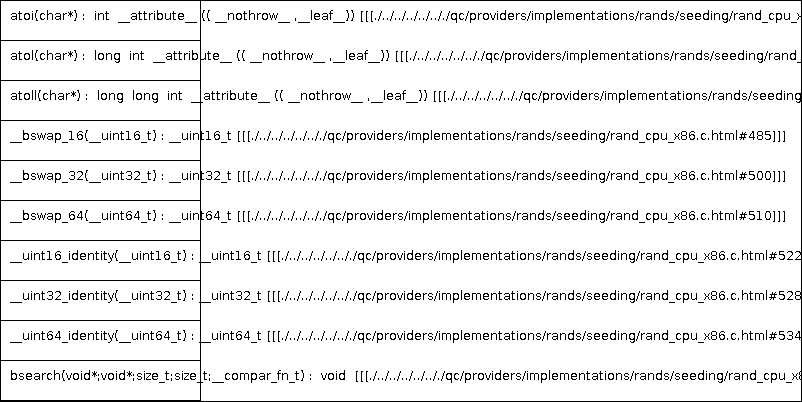 atoi(char*) : int __attribute__ (( __nothrow__ ,__leaf__)) [[[./../../../../../qc/providers/implementations/rands/seeding/rand_cpu_x
atol(char*) : long int __attribute__ (( __nothrow__ ,__leaf__)) [[[./../../../../../qc/providers/implementations/rands/seeding/rand_
atoll(char*) : long long int __attribute__ (( __nothrow__ ,__leaf__)) [[[./../../../../../qc/providers/implementations/rands/seeding
__bswap_16(__uint16_t) : __uint16_t [[[./../../../../../qc/providers/implementations/rands/seeding/rand_cpu_x86.c.html#485]]]
__bswap_32(__uint32_t) : __uint32_t [[[./../../../../../qc/providers/implementations/rands/seeding/rand_cpu_x86.c.html#500]]]
__bswap_64(__uint64_t) : __uint64_t [[[./../../../../../qc/providers/implementations/rands/seeding/rand_cpu_x86.c.html#510]]]
__uint16_identity(__uint16_t) : __uint16_t [[[./../../../../../qc/providers/implementations/rands/seeding/rand_cpu_x86.c.html#522
__uint32_identity(__uint32_t) : __uint32_t [[[./../../../../../qc/providers/implementations/rands/seeding/rand_cpu_x86.c.html#528
__uint64_identity(__uint64_t) : __uint64_t [[[./../../../../../qc/providers/implementations/rands/seeding/rand_cpu_x86.c.html#534
bsearch(void*;void*;size_t;size_t;__compar_fn_t) : void [[[./../../../../../qc/providers/implementations/rands/seeding/rand_cpu_x8